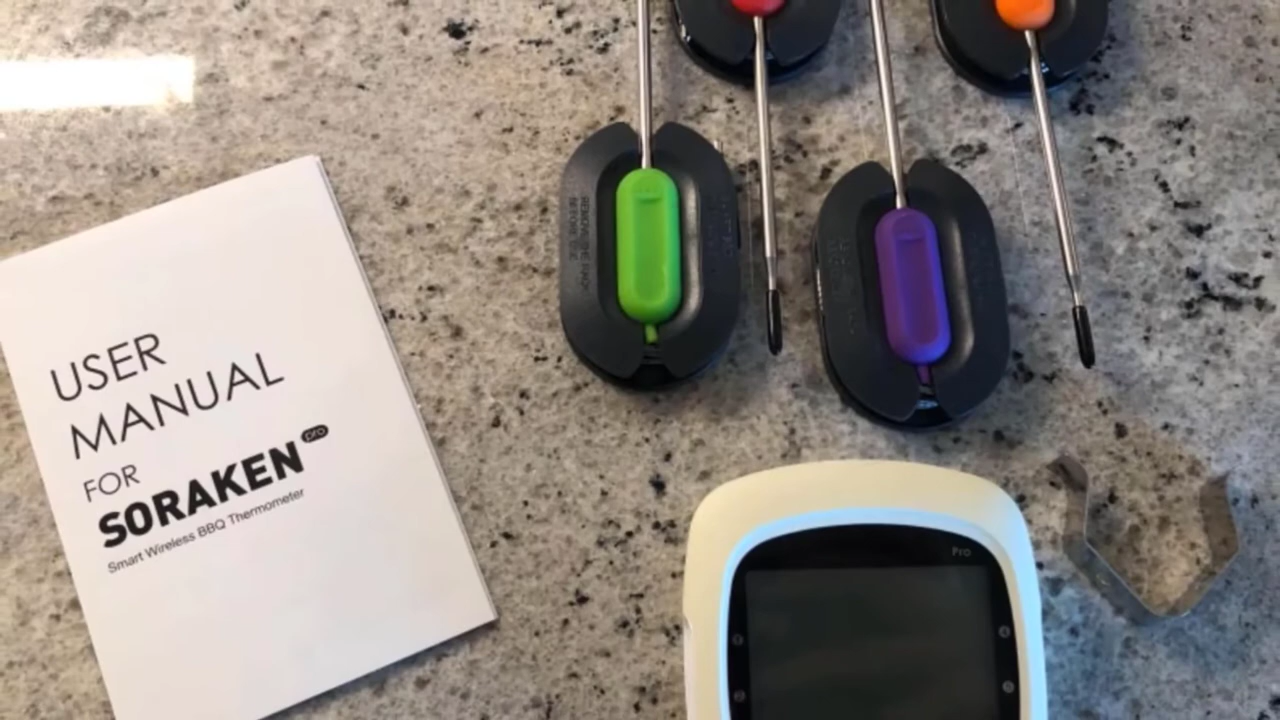 USER
MANUAL
FOR
SORAKEN pro
Smart Wireless BBQ Thermometer
Pro